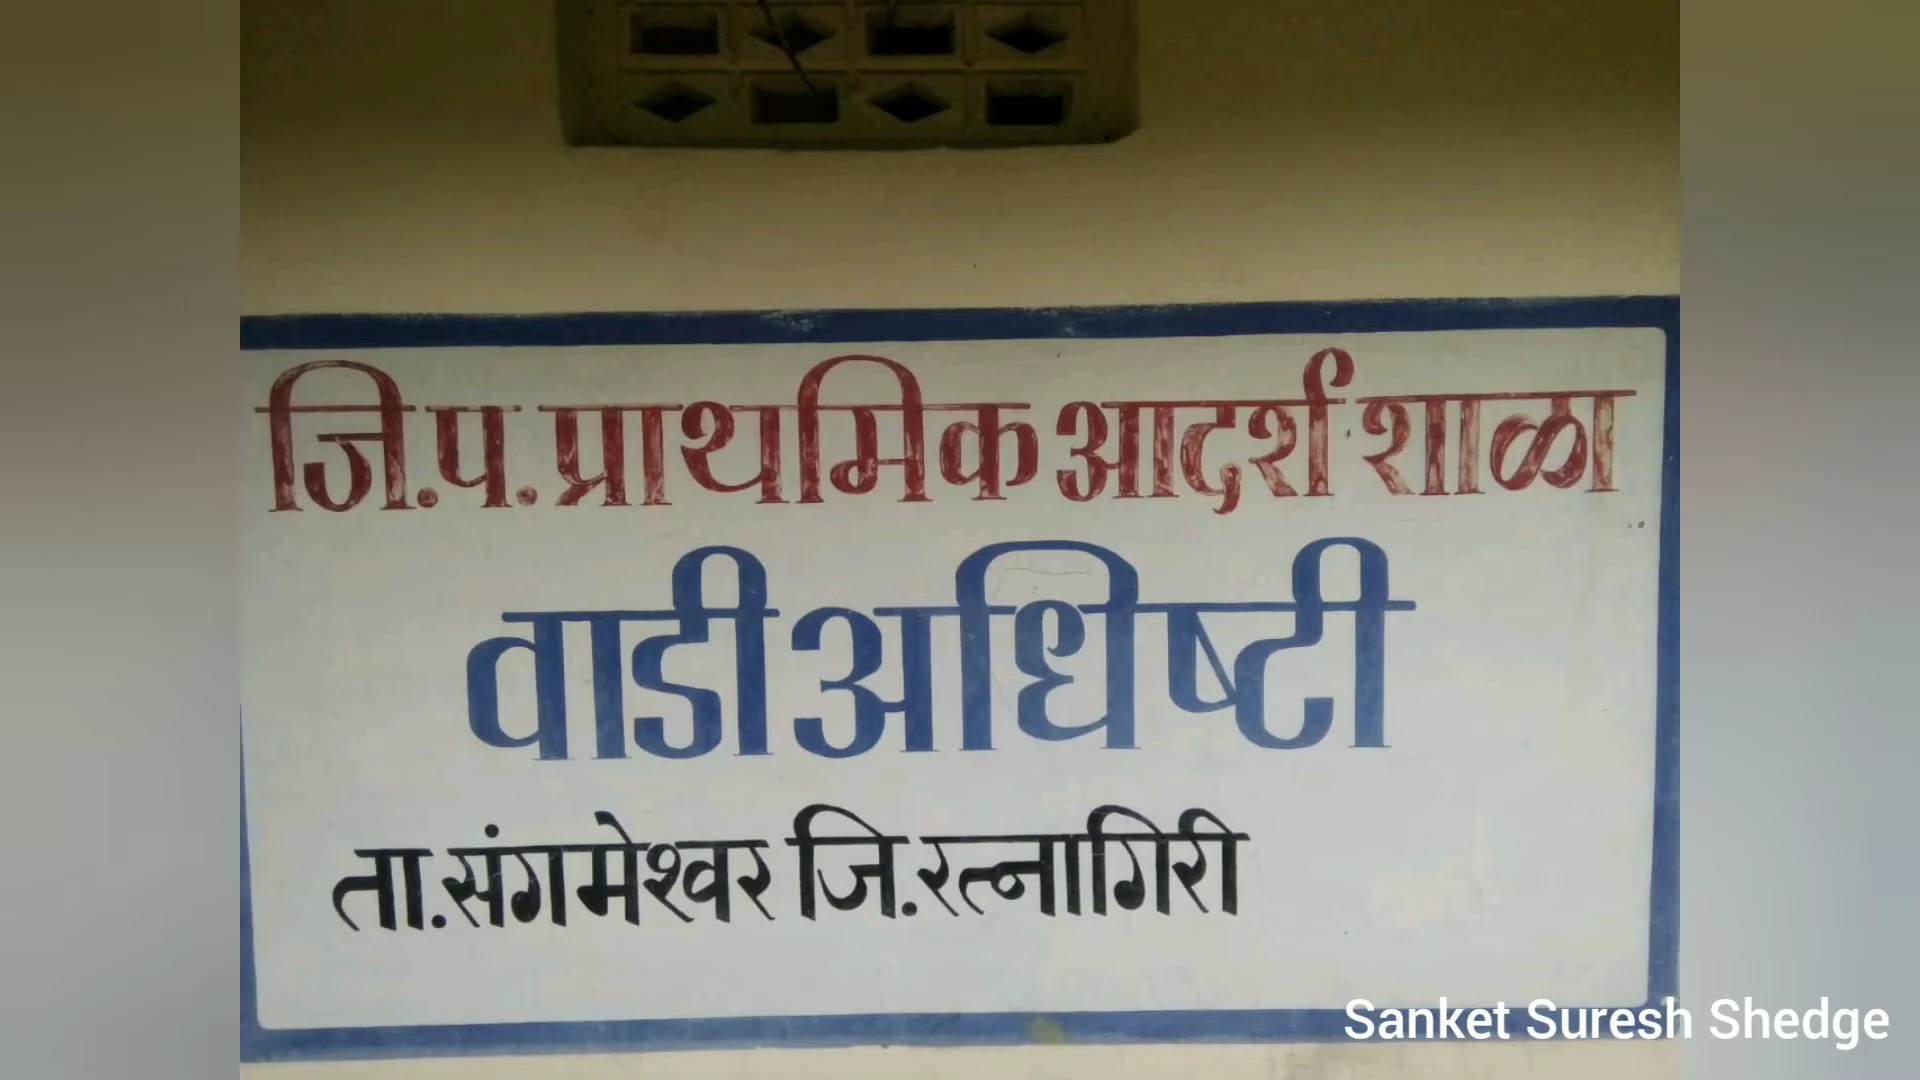 जि.प.प्राथमिक आदर्श शाळा
वाडी अधिष्टी
ता.संगमेश्वर जि.रत्नागिरी
Sanket Suresh Shedge